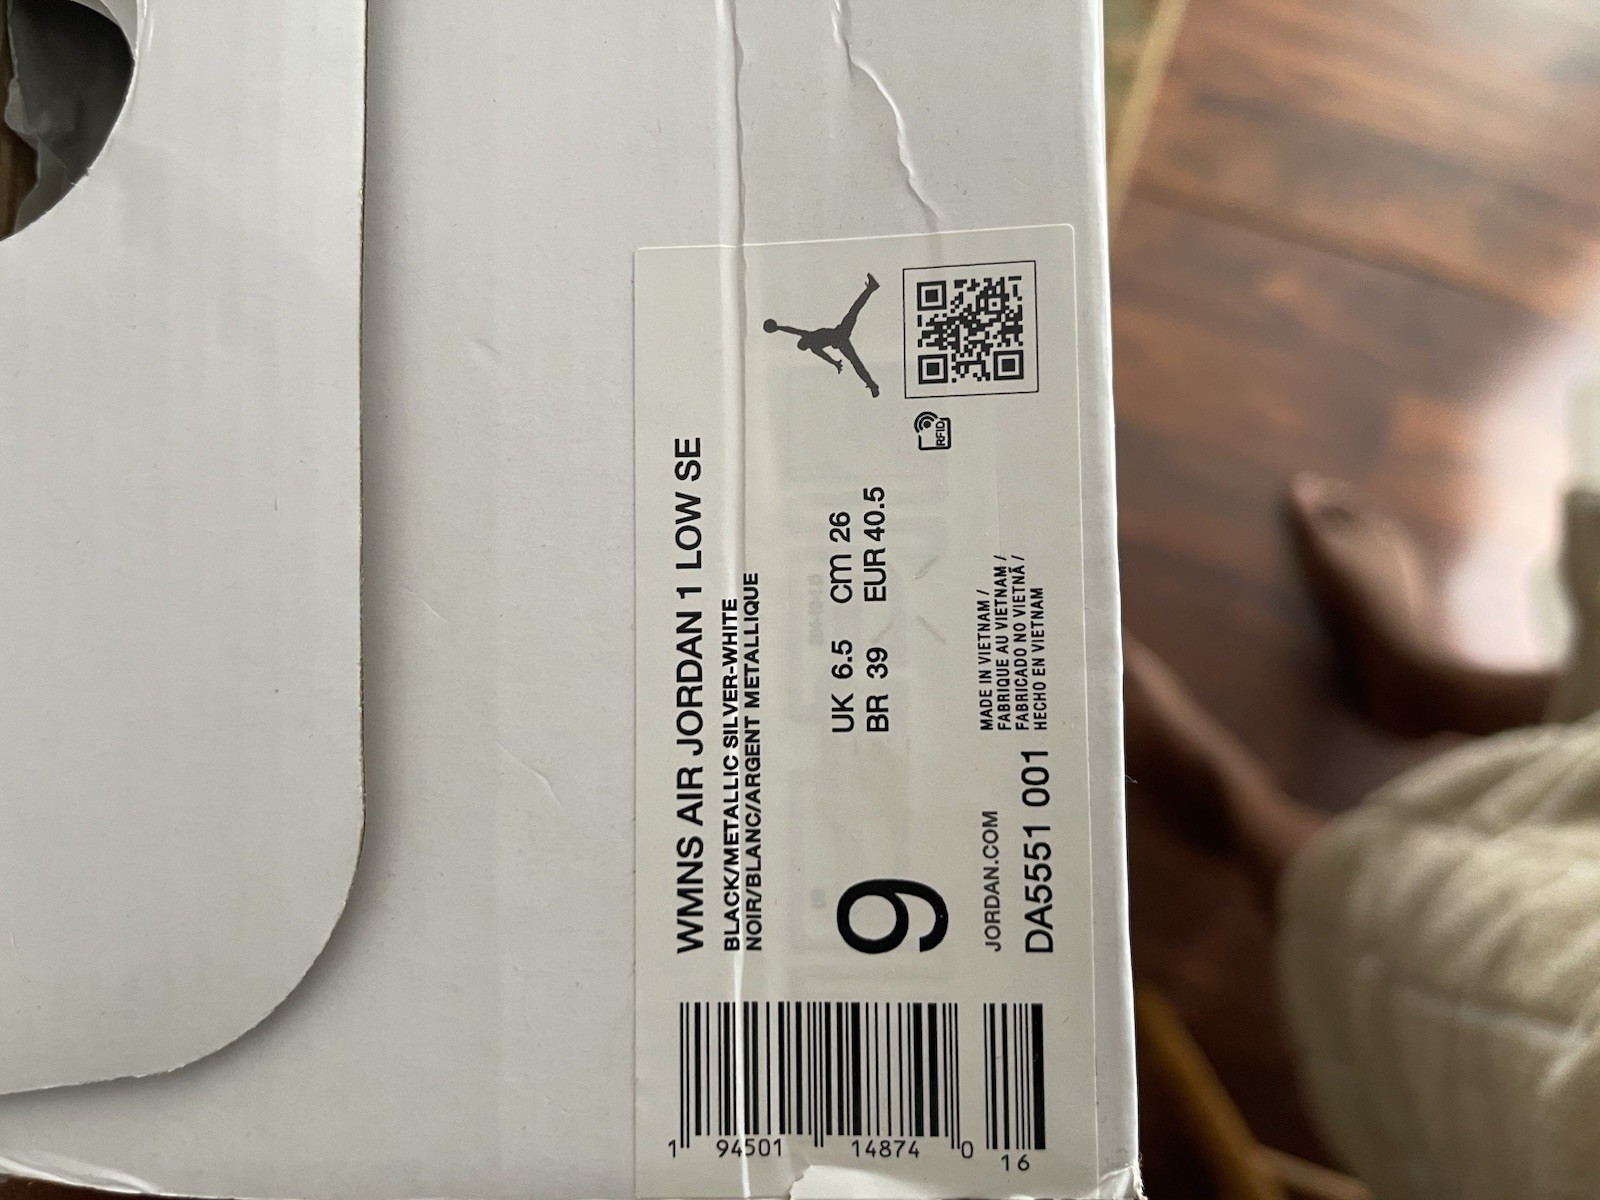 WMNS AIR JORDAN 1 LOW SE
BLACK/METALLIC SILVER-WHITE
NOIR/BLANC/ARGENT METALLIQUE
9
UK 6.5 cm 26
BR 39 EUR 40.5
RFID
JORDAN.COM
DA5551 001
MADE IN VIETNAM /
FABRIQUE AU VIETNAM /
FABRICADO NO VIETNÃ /
HECHO EN VIETNAM
1 94501 14874 0
16